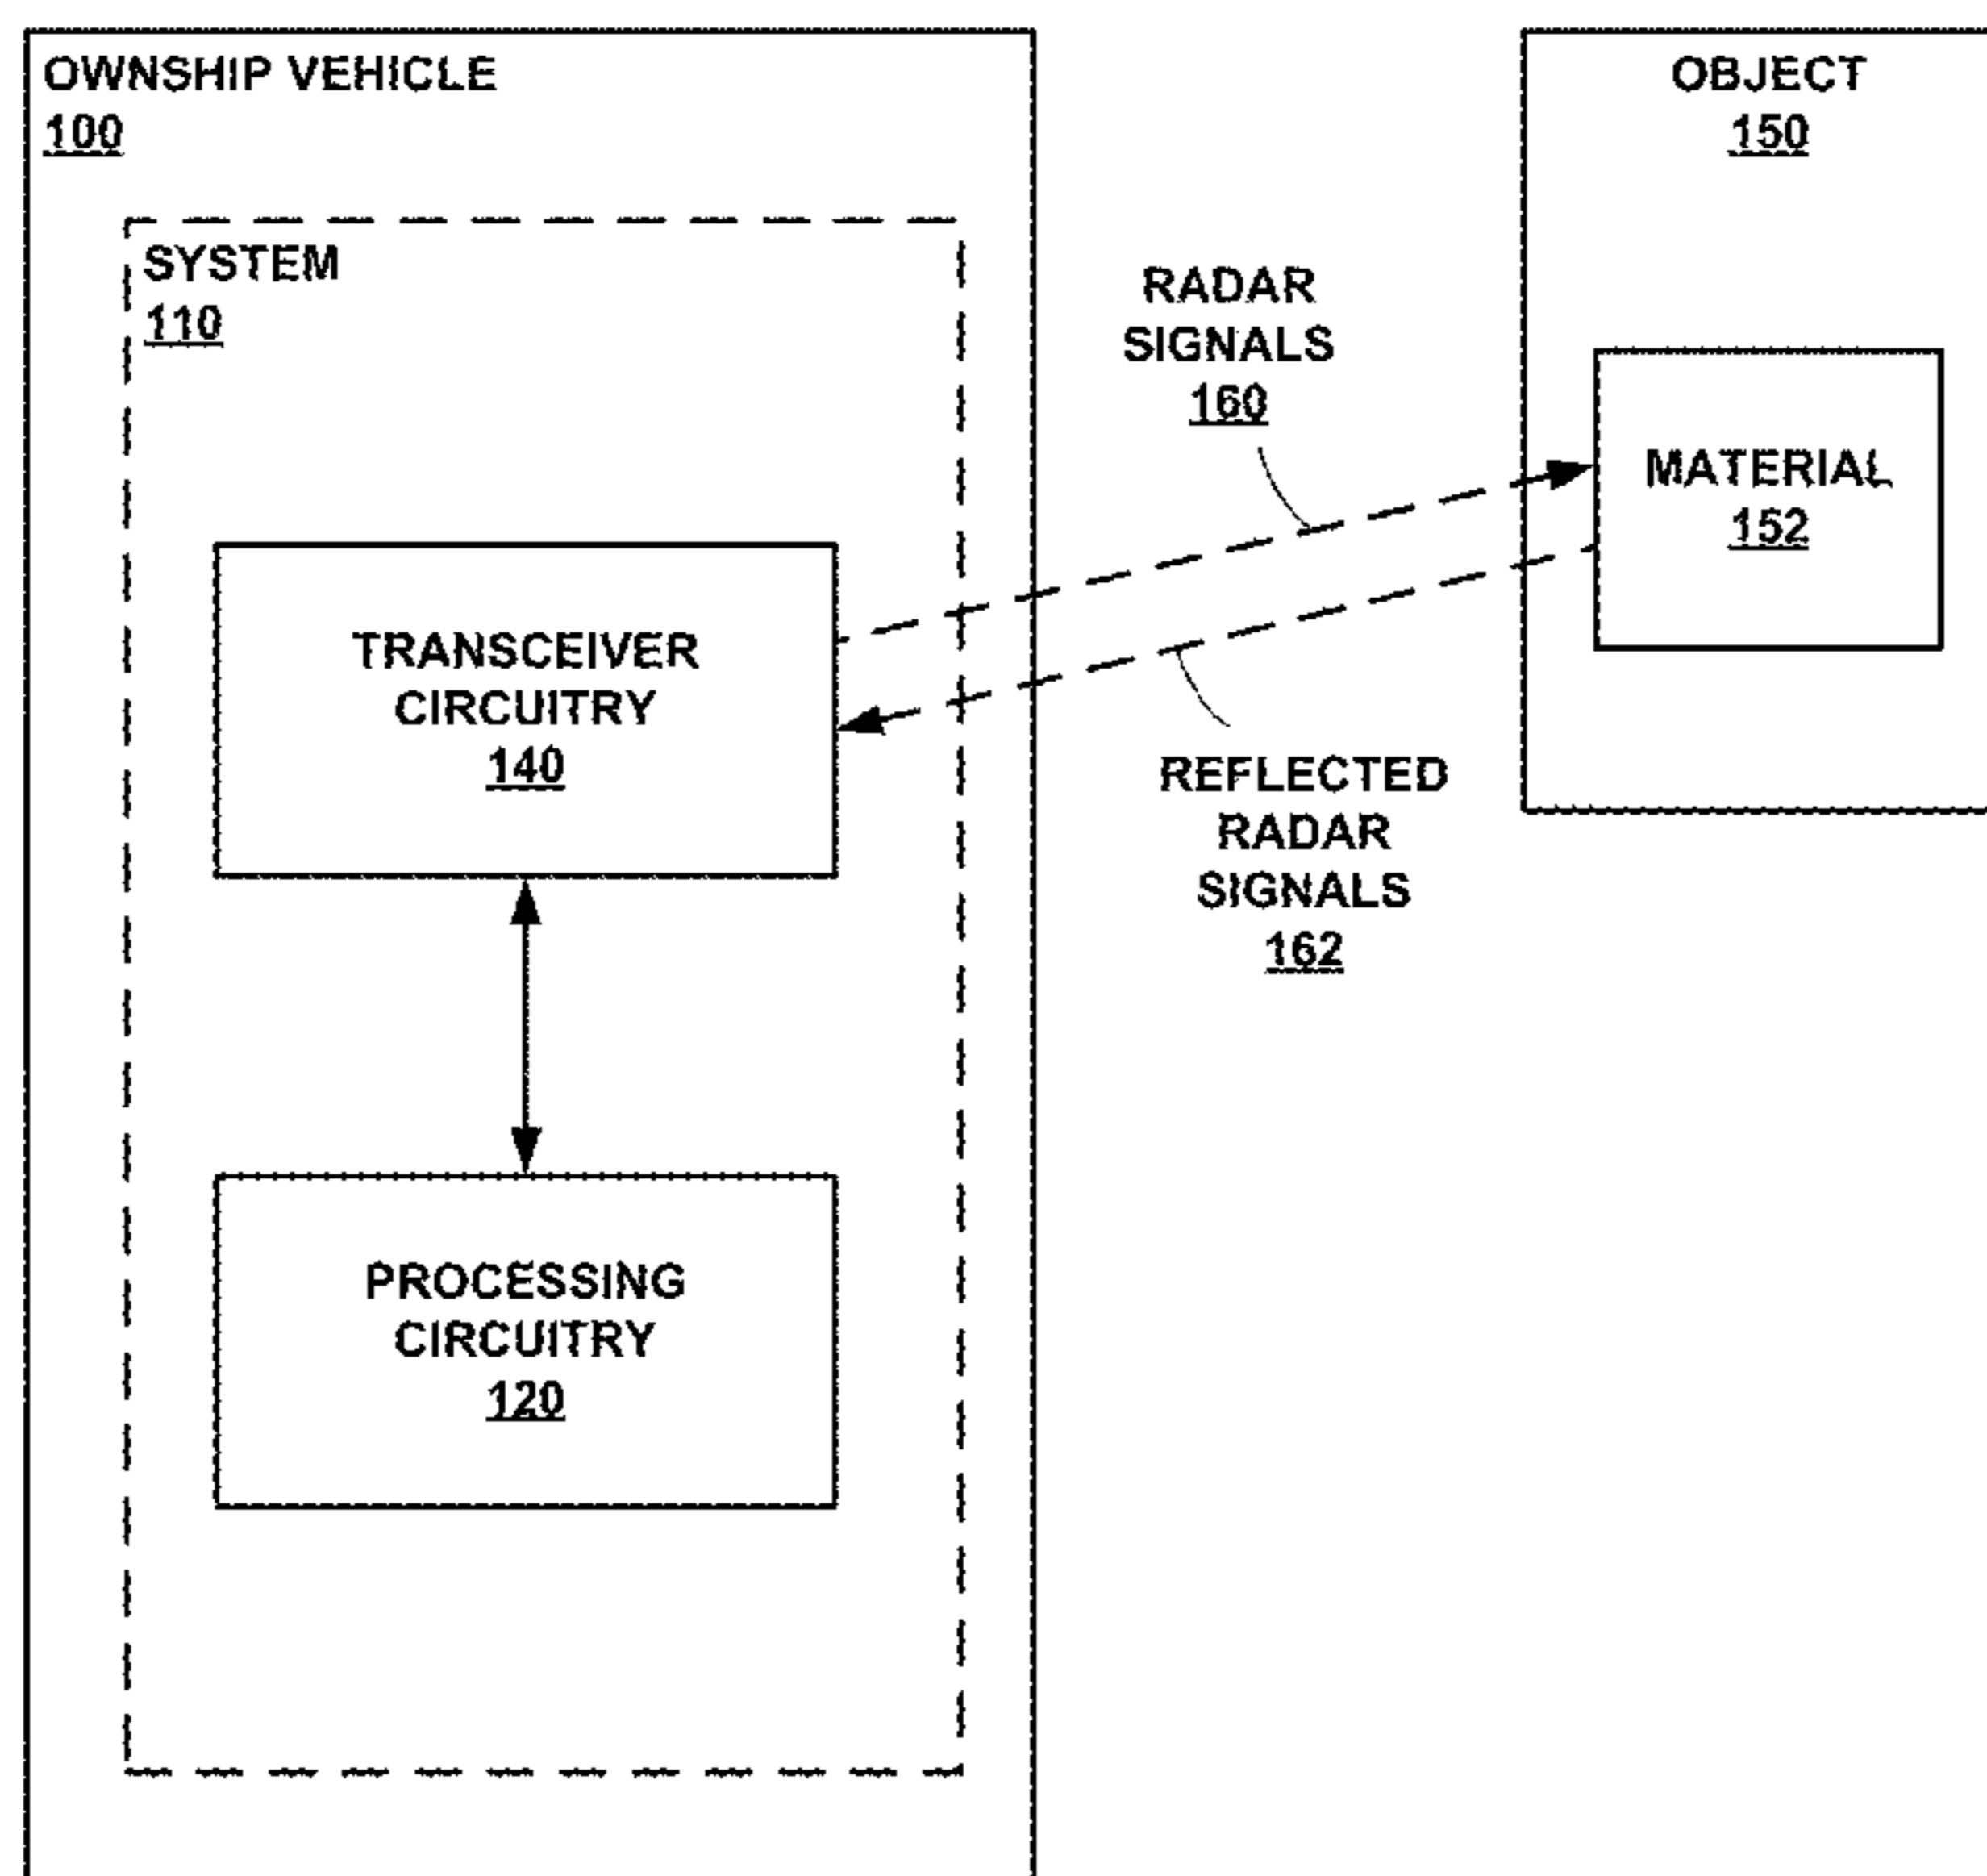 OWNSHIP VEHICLE
100
SYSTEM
110
TRANSCEIVER
CIRCUITRY
140
PROCESSING
CIRCUITRY
120
RADAR
SIGNALS
160
REFLECTED
RADAR
SIGNALS
162
OBJECT
150
MATERIAL
152